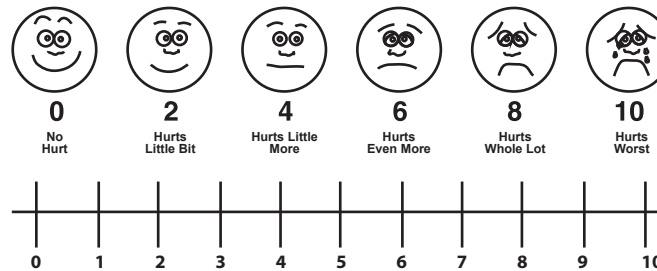 0 2 4 6 8 10
No Hurts Hurts Little Hurts Hurts Hurts
Hurt Little Bit More Even More Whole Lot Worst
0 1 2 3 4 5 6 7 8 9 10